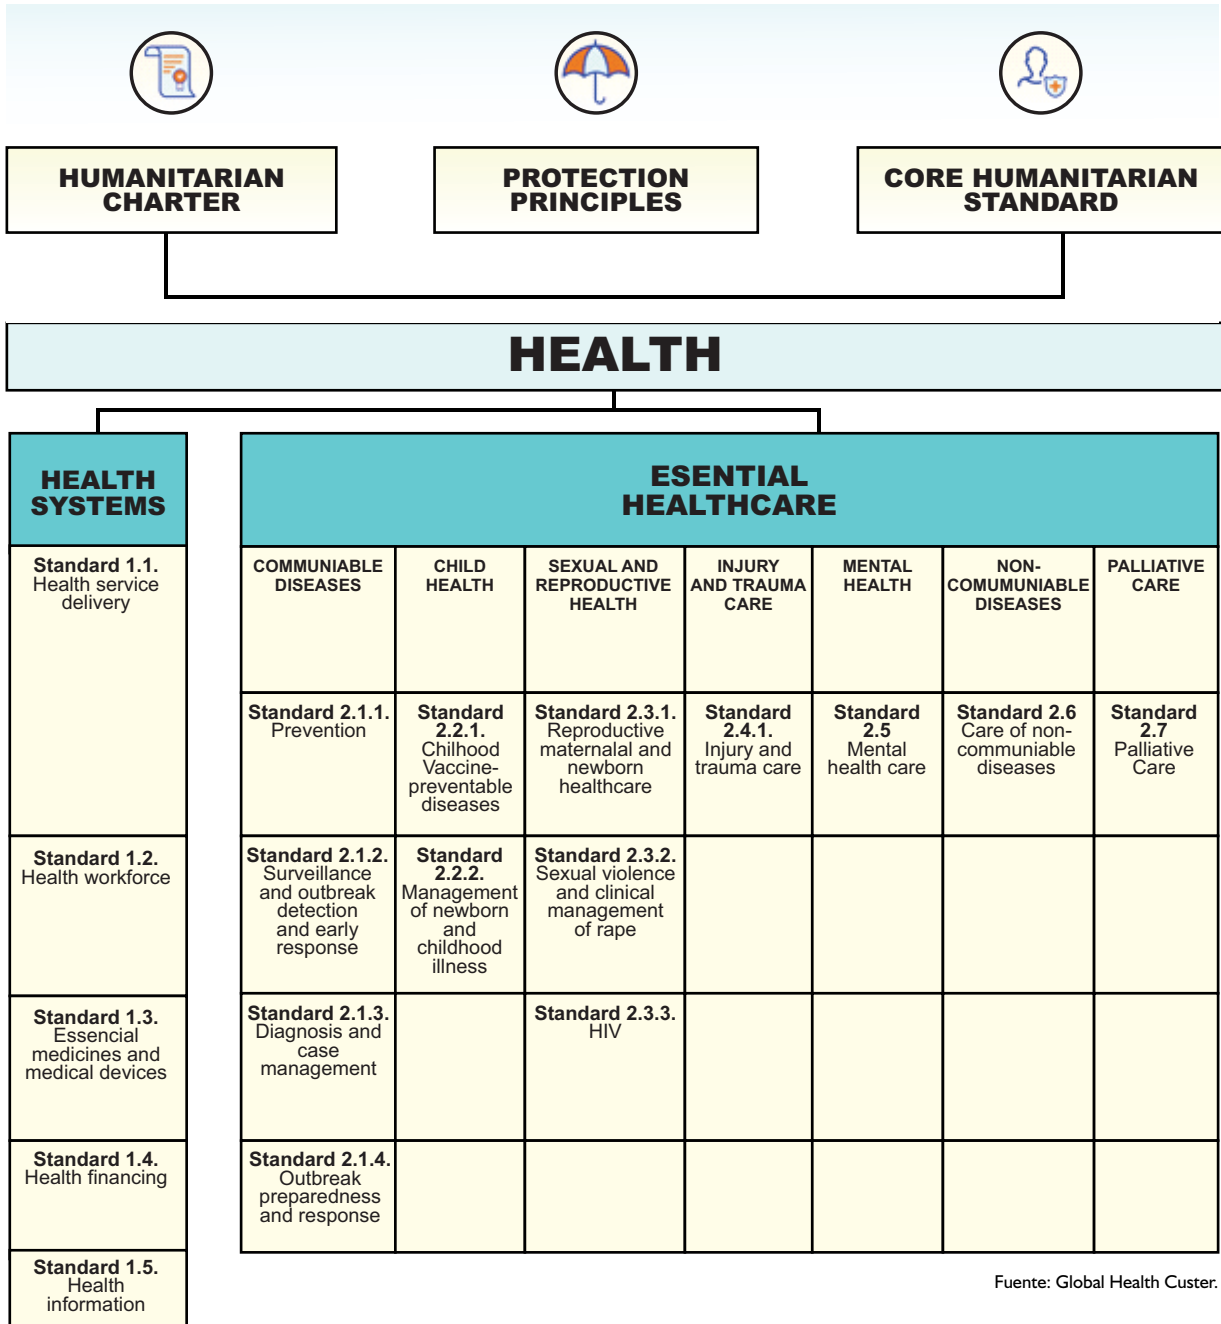 HUMANITARIAN
CHARTER
PROTECTION
PRINCIPLES
CORE HUMANITARIAN
STANDARD
HEALTH
HEALTH
SYSTEMS
Standard 1.1.
Health service
delivery
Standard 1.2.
Health workforce
Standard 1.3.
Essencial
medicines and
medical devices
Standard 1.4.
Health financing
Standard 1.5.
Health
information
ESENTIAL
HEALTHCARE
COMMUNIABLE
DISEASES
CHILD
HEALTH
SEXUAL AND
REPRODUCTIVE
HEALTH
INJURY
AND TRAUMA
CARE
MENTAL
HEALTH
NON-
COMUMUNIABLE
DISEASES
PALLIATIVE
CARE
Standard 2.1.1.
Prevention
Standard
2.2.1.
Chilhood
Vaccine-
preventable
diseases
Standard 2.3.1.
Reproductive
maternalal and
newborn
healthcare
Standard
2.4.1.
Injury and
trauma care
Standard
2.5
Mental
health care
Standard 2.6
Care of non-
communiable
diseases
Standard
2.7
Palliative
Care
Standard 2.1.2.
Surveillance
and outbreak
detection
and early
response
Standard
2.2.2.
Management
of newborn
and
childhood
illness
Standard 2.3.2.
Sexual violence
and clinical
management
of rape
Standard 2.1.3.
Diagnosis and
case
management
Standard 2.3.3.
HIV
Standard 2.1.4.
Outbreak
preparedness
and response
Fuente: Global Health Custer.